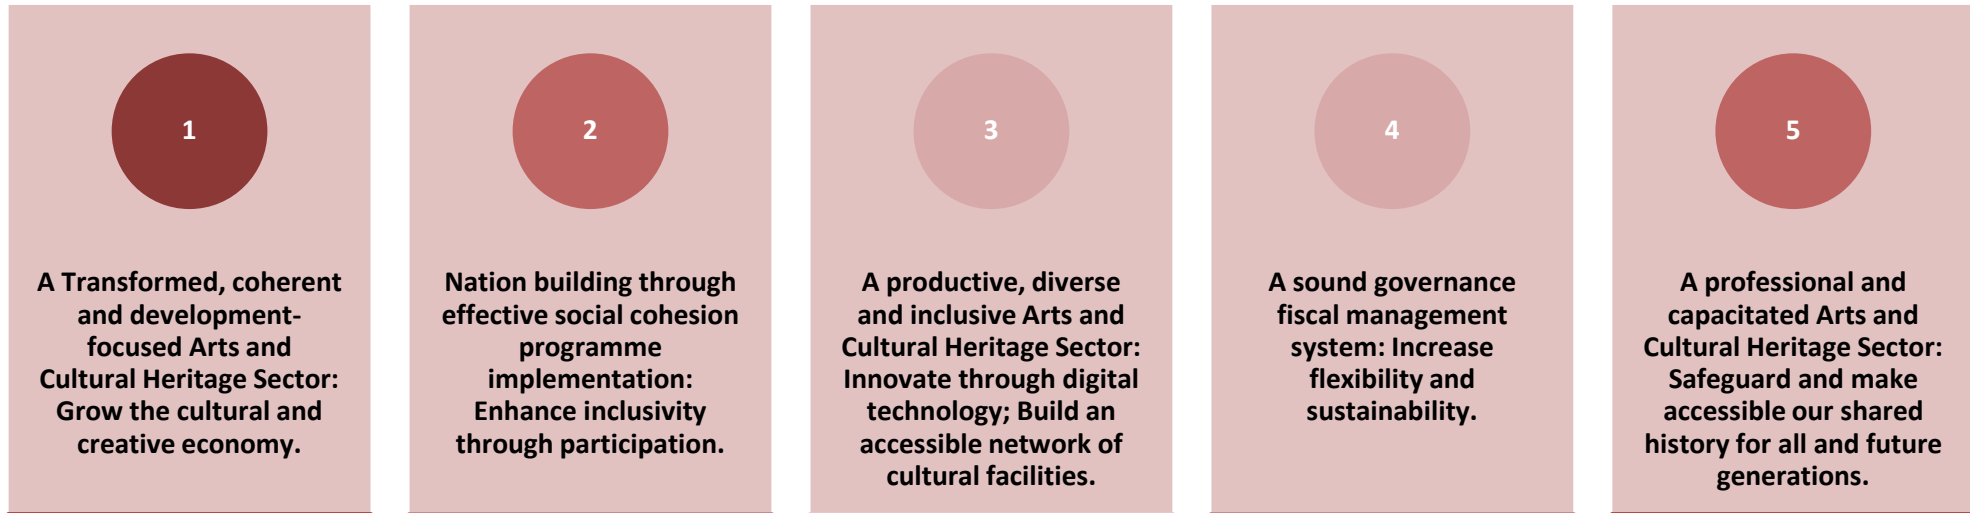 1
A Transformed, coherent
and development-
focused Arts and
Cultural Heritage Sector:
Grow the cultural and
creative economy.
2
Nation building through
effective social cohesion
programme
implementation:
Enhance inclusivity
through participation.
3
A productive, diverse
and inclusive Arts and
Cultural Heritage Sector:
Innovate through digital
technology; Build an
accessible network of
cultural facilities.
4
A sound governance
fiscal management
system: Increase
flexibility and
sustainability.
5
A professional and
capacitated Arts and
Cultural Heritage Sector:
Safeguard and make
accessible our shared
history for all and future
generations.